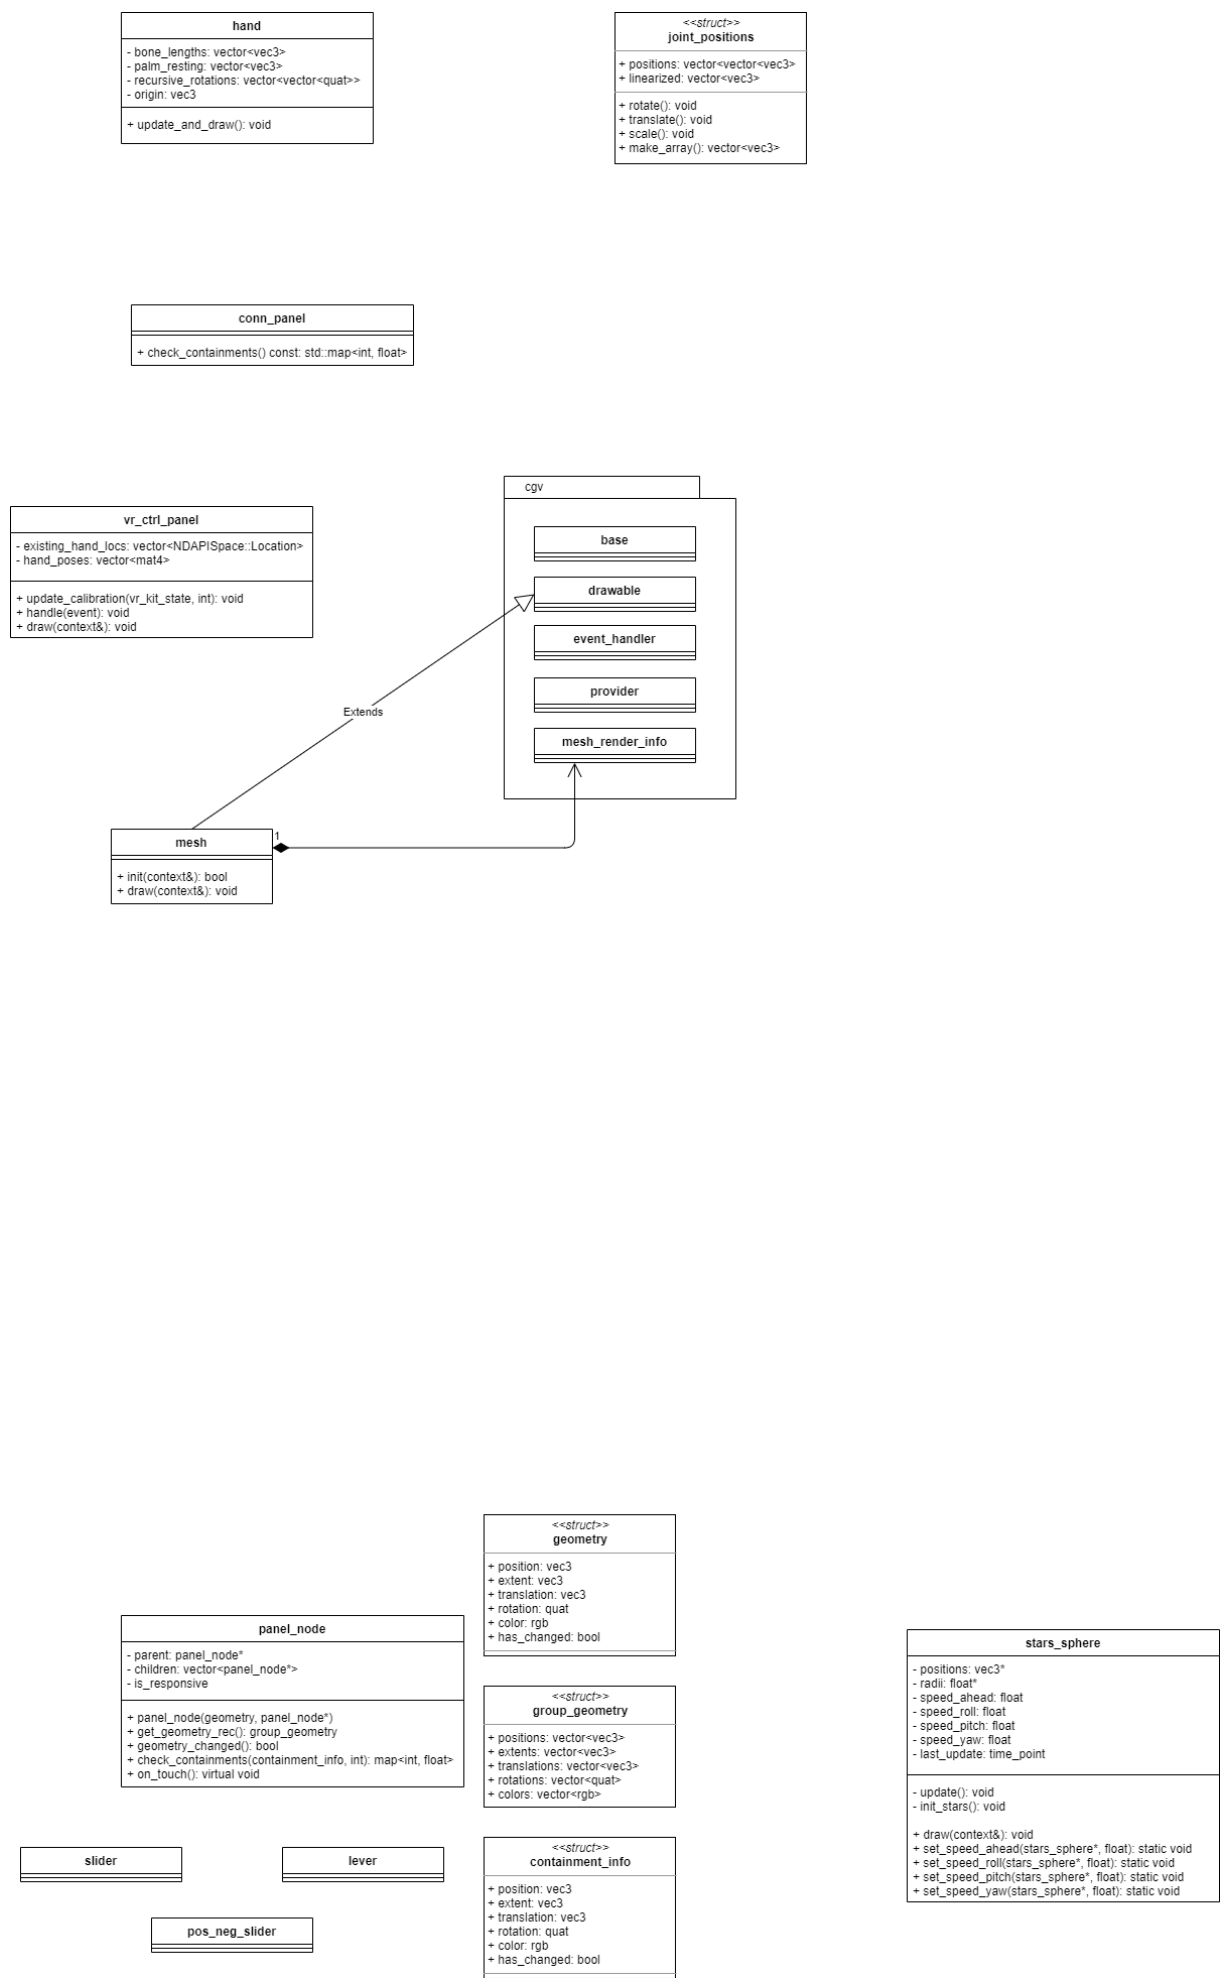 hand
- bone_lengths: vector<vec3>
- palm_resting: vector<vec3>
- recursive_rotations: vector<vector<quat>>
- origin: vec3
+ update_and_draw(): void
<<struct>>
joint_positions
+ positions: vector<vector<vec3>
+ linearized: vector<vec3>
+ rotate(): void
+ translate(): void
+ scale(): void
+ make_array(): vector<vec3>
conn_panel
+ check_containments() const: std::map<int, float>
vr_ctrl_panel
- existing_hand_locs: vector<NDAPISpace::Location>
- hand_poses: vector<mat4>
+ update_calibration(vr_kit_state, int): void
+ handle(event): void
+ draw(context&): void
cgv
base
drawable
event_handler
provider
mesh_render_info
Extends
1
mesh
+ init(context&): bool
+ draw(context&): void
<<struct>>
geometry
+ position: vec3
+ extent: vec3
+ translation: vec3
+ rotation: quat
+ color: rgb
+ has_changed: bool
panel_node
- parent: panel_node*
- children: vector<panel_node*>
- is_responsive
+ panel_node(geometry, panel_node*)
+ get_geometry_rec(): group_geometry
+ geometry_changed(): bool
+ check_containments(containment_info, int): map<int, float>
+ on_touch(): virtual void
<<struct>>
group_geometry
+ positions: vector<vec3>
+ extents: vector<vec3>
+ translations: vector<vec3>
+ rotations: vector<quat>
+ colors: vector<rgb>
stars_sphere
- positions: vec3*
- radii: float*
- speed_ahead: float
- speed_roll: float
- speed_pitch: float
- speed_yaw: float
- last_update: time_point
- update(): void
- init_stars(): void
+ draw(context&): void
+ set_speed_ahead(stars_sphere*, float): static void
+ set_speed_roll(stars_sphere*, float): static void
+ set_speed_pitch(stars_sphere*, float): static void
+ set_speed_yaw(stars_sphere*, float): static void
slider
lever
pos_neg_slider
<<struct>>
containment_info
+ position: vec3
+ extent: vec3
+ translation: vec3
+ rotation: quat
+ color: rgb
+ has_changed: bool